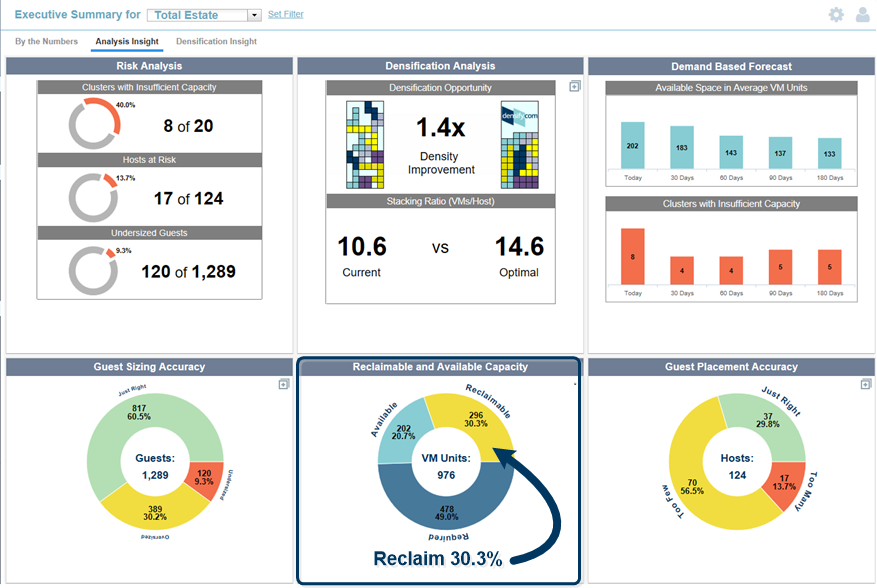 Executive Summary for Total Estate Set Filter
By the Numbers Analysis Insight Densification Insight
Risk Analysis
Clusters with Insufficient Capacity
40.0%
8 of 20
Hosts at Risk
13.7%
17 of 124
Undersized Guests
9.3%
120 of 1,289
Densification Analysis
Densification Opportunity
densify.com
1.4x
Density
Improvement
Stacking Ratio (VMs/Host)
10.6 vs 14.6
Current Optimal
Demand Based Forecast
Available Space in Average VM Units
202 183 143 137 133
Today 30 Days 60 Days 90 Days 180 Days
Clusters with Insufficient Capacity
8 4 4 5 5
Today 30 Days 60 Days 90 Days 180 Days
Guest Sizing Accuracy
Just Right
817
60.5%
Guests:
1,289
120
9.3%
Undersized
389
30.2%
Oversized
Reclaimable and Available Capacity
Reclaimable
296
30.3%
Available
202
20.7%
VM Units:
976
478
49.0%
Required
Reclaim 30.3%
Guest Placement Accuracy
Just Right
37
29.8%
Hosts:
124
17
13.7%
Too Many
70
56.5%
Too Few